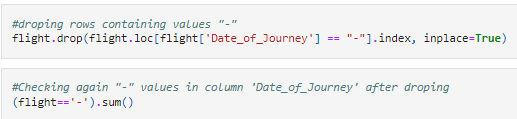 #droping rows containing values "-"
flight.drop(flight.loc[flight['Date_of_Journey'] == "-"].index, inplace=True)
#Checking again "-" values in column 'Date_of_Journey' after droping
(flight=='-').sum()